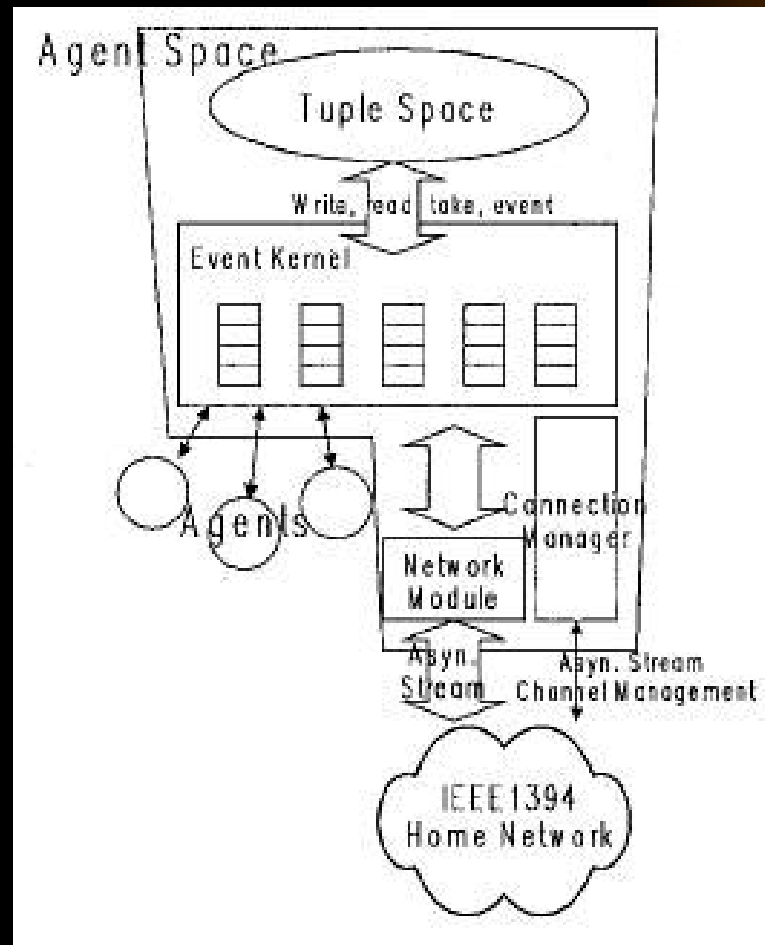 Agent Space
Tuple Space
Write, read, take, event
Event Kernel
Agents
Connection
Manager
Network
Module
Asyn.
Stream
Asyn. Stream
Channel Management
IEEE1394
Home Network